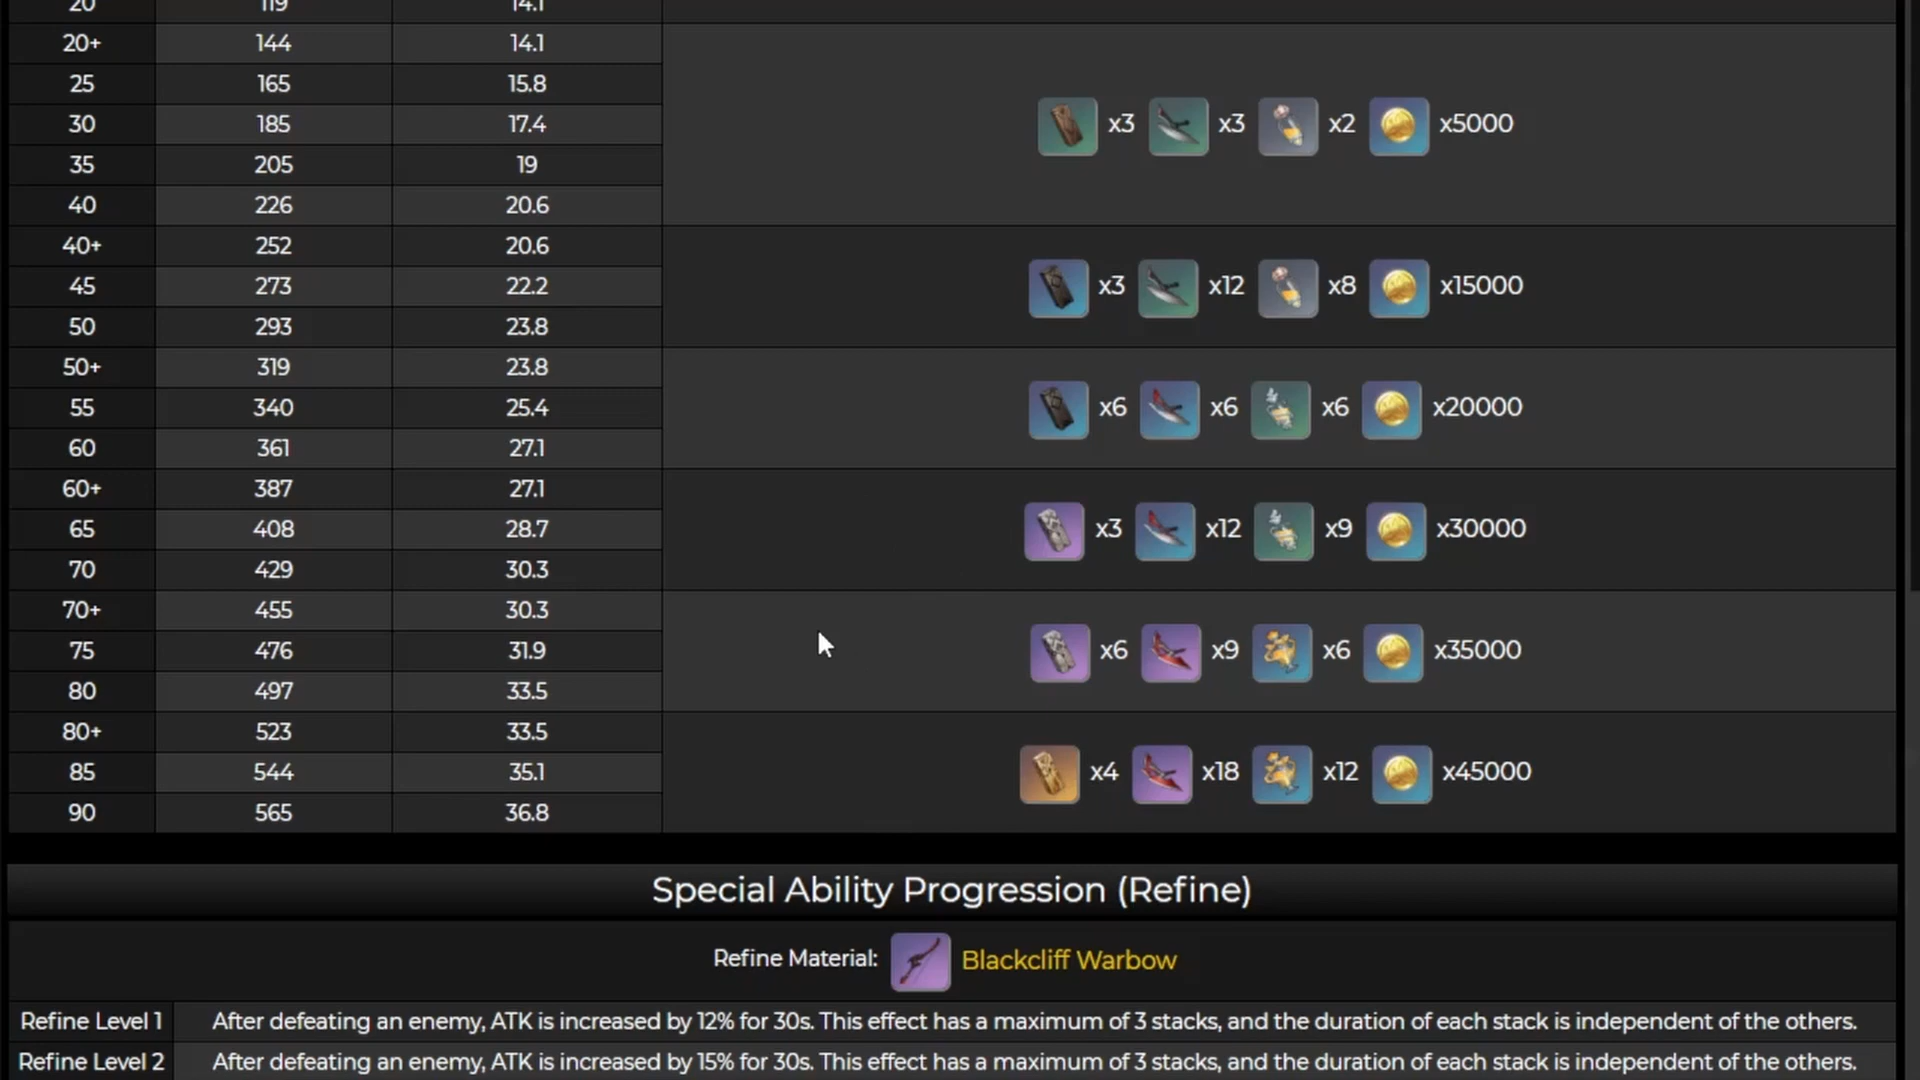 20 119 14.1
20+ 144 14.1
25 165 15.8
30 185 17.4
x3 x3 x2 x5000
35 205 19
40 226 20.6
40+ 252 20.6
45 273 22.2 x3 x12 x8 x15000
50 293 23.8
50+ 319 23.8
55 340 25.4 x6 x6 x6 x20000
60 361 27.1
60+ 387 27.1
65 408 28.7 x3 x12 x9 x30000
70 429 30.3
70+ 455 30.3
75 476 31.9 x6 x9 x6 x35000
80 497 33.5
80+ 523 33.5
85 544 35.1 x4 x18 x12 x45000
90 565 36.8
Special Ability Progression (Refine)
Refine Material: Blackcliff Warbow
Refine Level 1 After defeating an enemy, ATK is increased by 12% for 30s. This effect has a maximum of 3 stacks, and the duration of each stack is independent of the others.
Refine Level 2 After defeating an enemy, ATK is increased by 15% for 30s. This effect has a maximum of 3 stacks, and the duration of each stack is independent of the others.